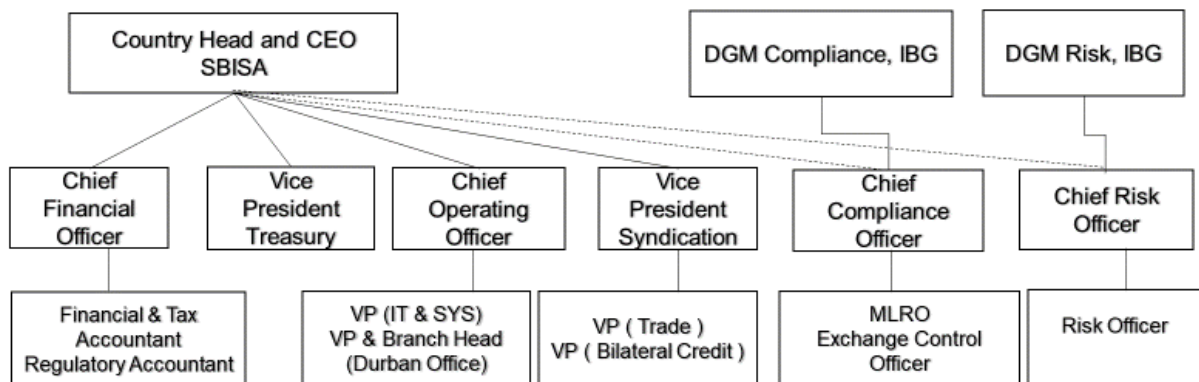 Country Head and CEO
SBISA
DGM Compliance, IBG
DGM Risk, IBG
Chief
Financial
Officer
Vice
President
Treasury
Chief
Operating
Officer
Vice
President
Syndication
Chief
Compliance
Officer
Chief Risk
Officer
Financial & Tax
Accountant
Regulatory Accountant
VP (IT & SYS)
VP & Branch Head
(Durban Office)
VP ( Trade )
VP ( Bilateral Credit )
MLRO
Exchange Control
Officer
Risk Officer